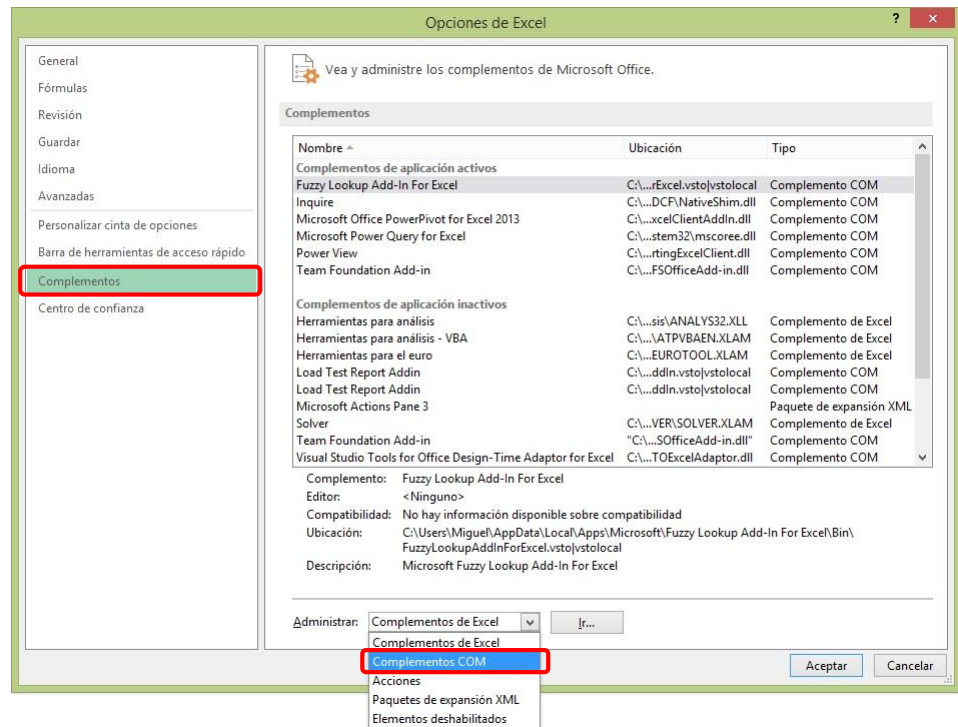 Opciones de Excel
General
Fórmulas
Revisión
Guardar
Idioma
Avanzadas
Personalizar cinta de opciones
Barra de herramientas de acceso rápido
Complementos
Centro de confianza
Vea y administre los complementos de Microsoft Office.
Complementos
Nombre Ubicación Tipo
Complementos de aplicación activos
Fuzzy Lookup Add-In For Excel C:\...rExcel.vsto|vstolocal Complemento COM
Inquire C:\...DCF\NativeShim.dll Complemento COM
Microsoft Office PowerPivot for Excel 2013 C:\...xcelClientAddIn.dll Complemento COM
Microsoft Power Query for Excel C:\...stem32\mscoree.dll Complemento COM
Power View C:\...rtingExcelClient.dll Complemento COM
Team Foundation Add-in C:\...FSOfficeAdd-in.dll Complemento COM
Complementos de aplicación inactivos
Herramientas para análisis C:\...sis\ANALYS32.XLL Complemento de Excel
Herramientas para análisis - VBA C:\...\ATPVBAEN.XLAM Complemento de Excel
Herramientas para el euro C:\...EUROTOOL.XLAM Complemento de Excel
Load Test Report Addin C:\...ddIn.vsto|vstolocal Complemento COM
Load Test Report Addin C:\...ddIn.vsto|vstolocal Complemento COM
Microsoft Actions Pane 3 Paquete de expansión XML
Solver C:\...VER\SOLVER.XLAM Complemento de Excel
Team Foundation Add-in "C:\...SOfficeAdd-in.dll" Complemento COM
Visual Studio Tools for Office Design-Time Adaptor for Excel C:\...TOExcelAdaptor.dll Complemento COM
Complemento: Fuzzy Lookup Add-In For Excel
Editor: <Ninguno>
Compatibilidad: No hay información disponible sobre compatibilidad
Ubicación: C:\Users\Miguel\AppData\Local\Apps\Microsoft\Fuzzy Lookup Add-In For Excel\Bin\
FuzzyLookupAddInForExcel.vsto|vstolocal
Descripción: Microsoft Fuzzy Lookup Add-In For Excel
Administrar: Complementos de Excel Ir...
Complementos de Excel
Complementos COM
Acciones
Paquetes de expansión XML
Elementos deshabilitados
Aceptar Cancelar